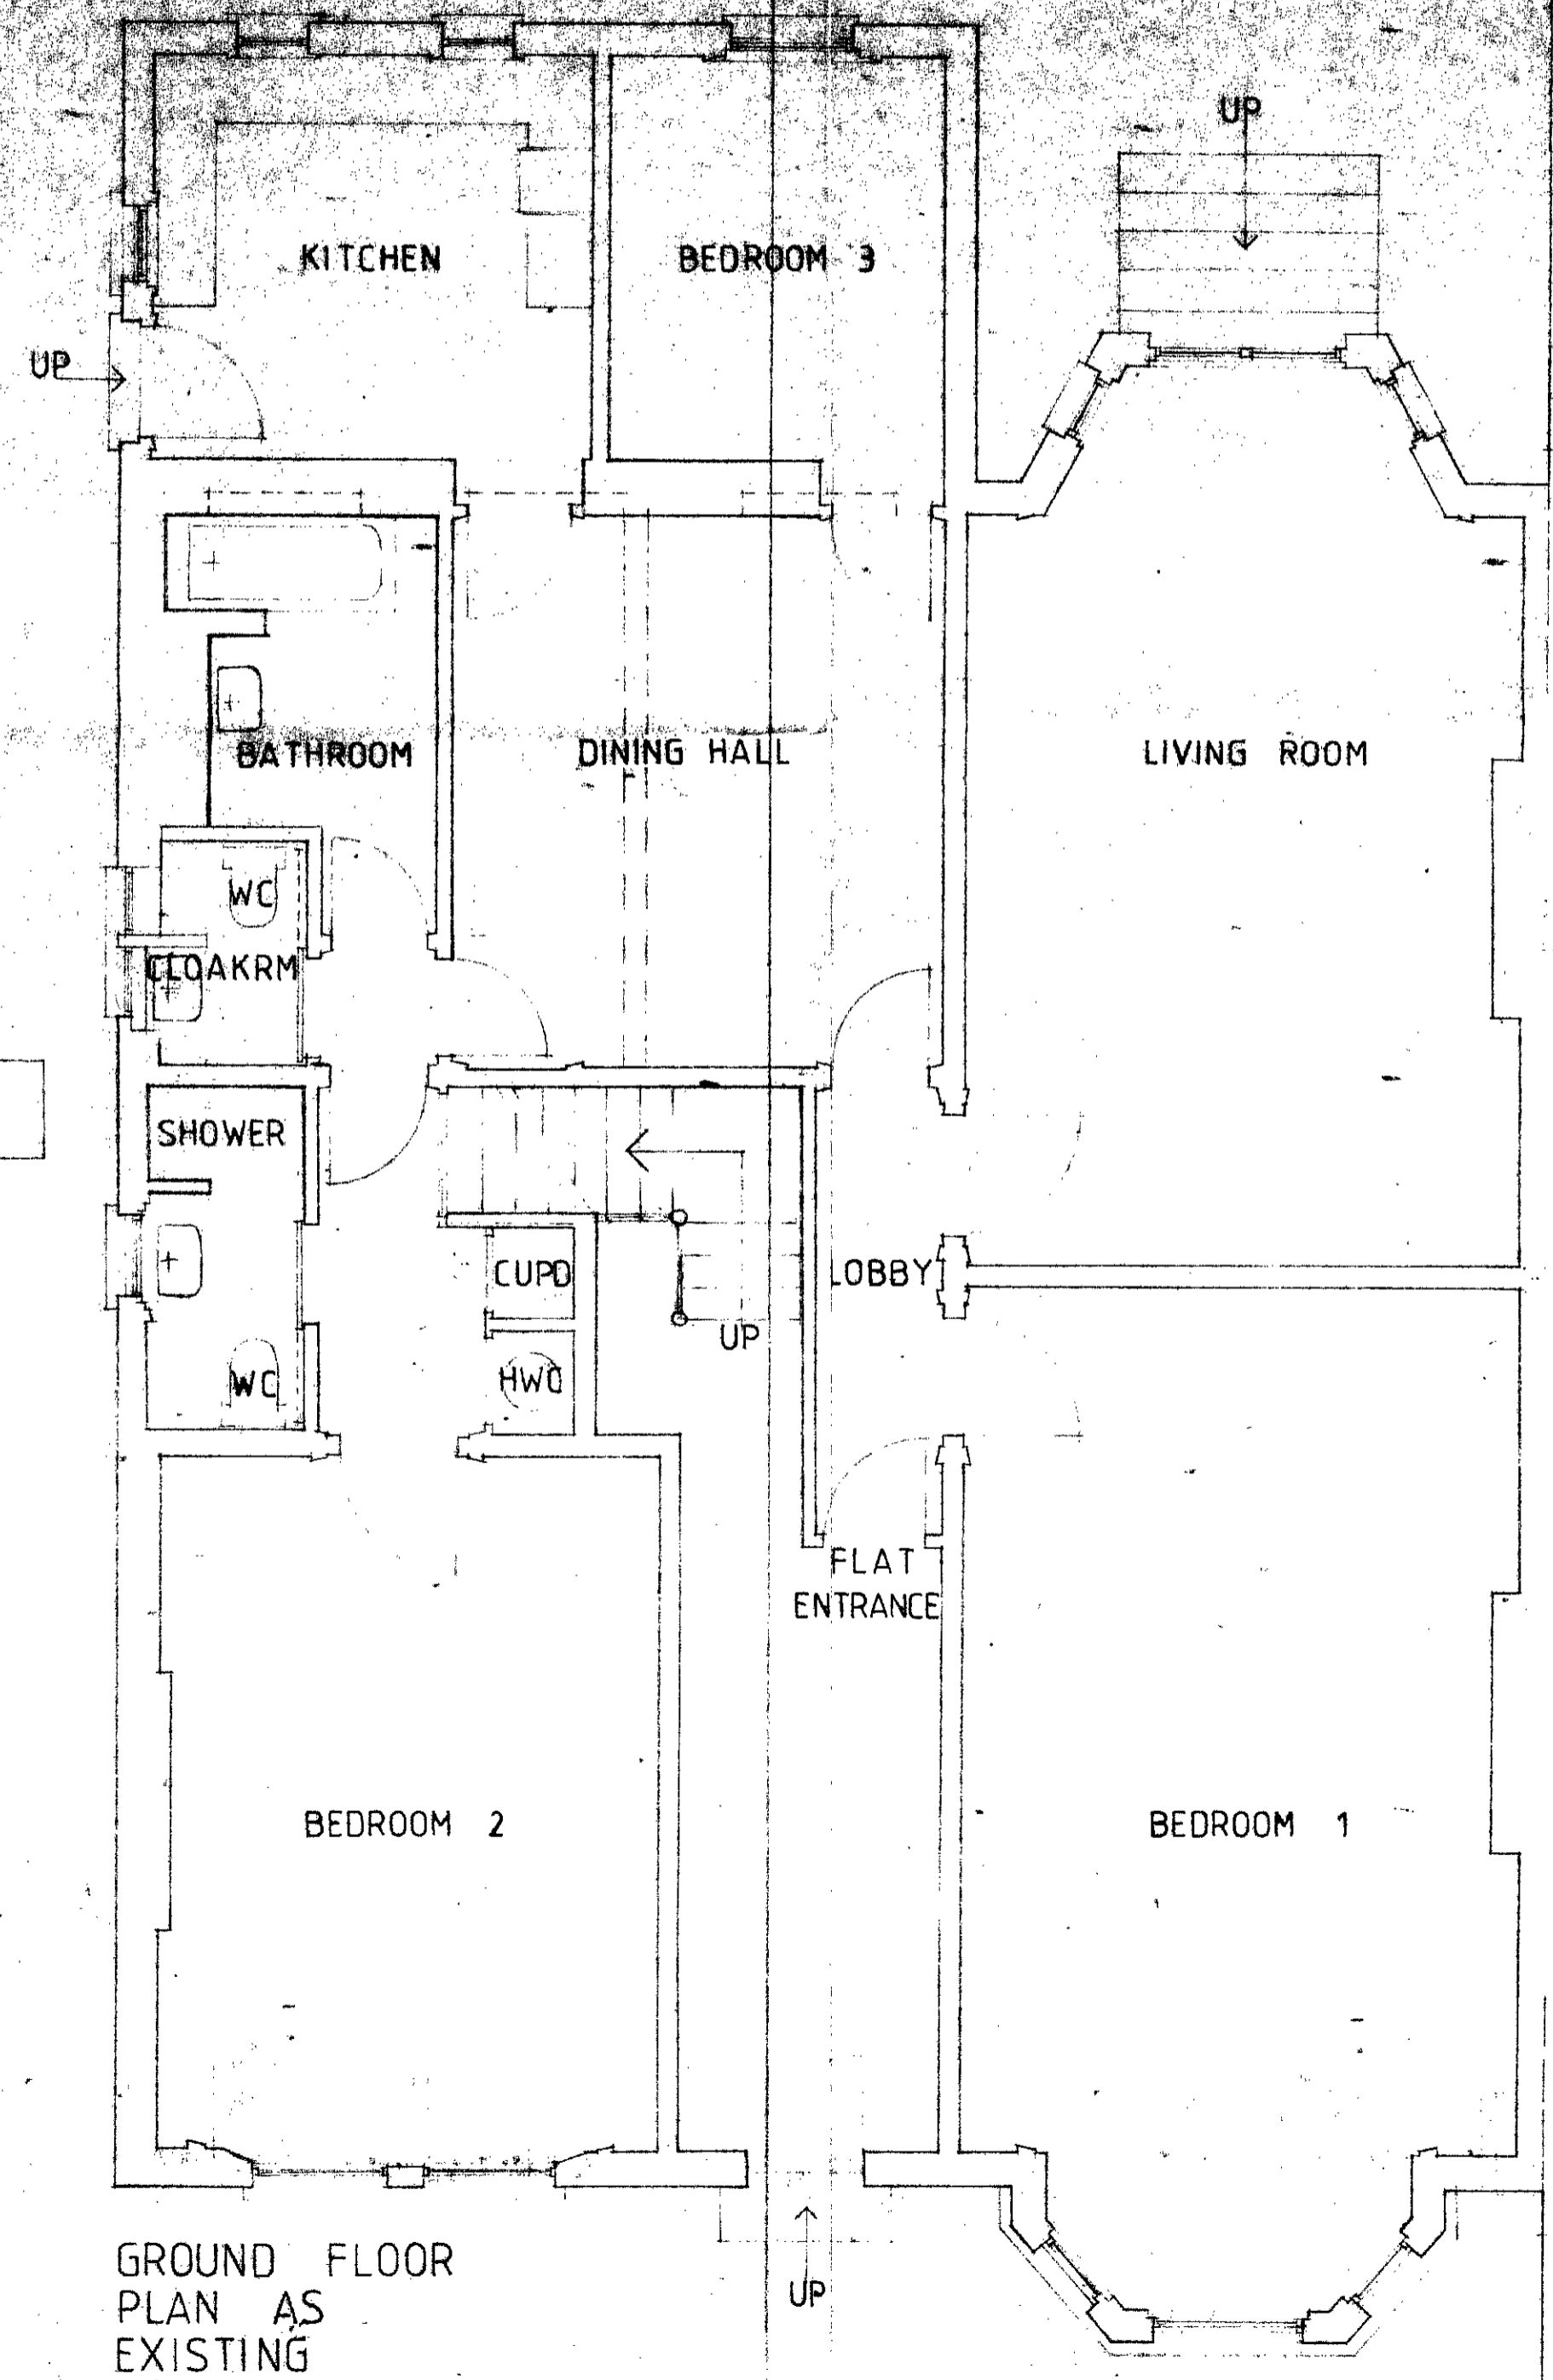 UP
KITCHEN
BEDROOM 3
UP
BATHROOM
DINING HALL
LIVING ROOM
WC
CLOAKRM
SHOWER
CUPD
LOBBY
UP
WC
HWC
FLAT
ENTRANCE
BEDROOM 2
BEDROOM 1
GROUND FLOOR
PLAN AS
EXISTING
UP